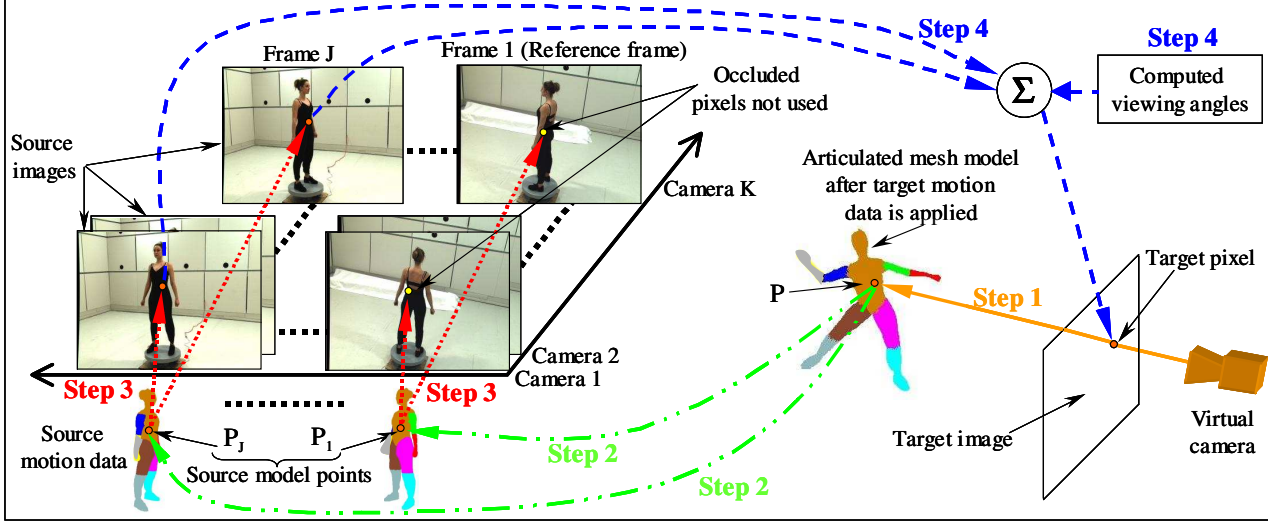 Step 4
Step 4
Frame J
Frame 1 (Reference frame)
Occluded
pixels not used
Σ
Computed
viewing angles
Source
images
Camera K
Articulated mesh model
after target motion
data is applied
Target pixel
P
Step 1
Camera 2
Camera 1
Step 3
Step 3
Source
motion data
PJ
P1
Source model points
Step 2
Step 2
Target image
Virtual
camera